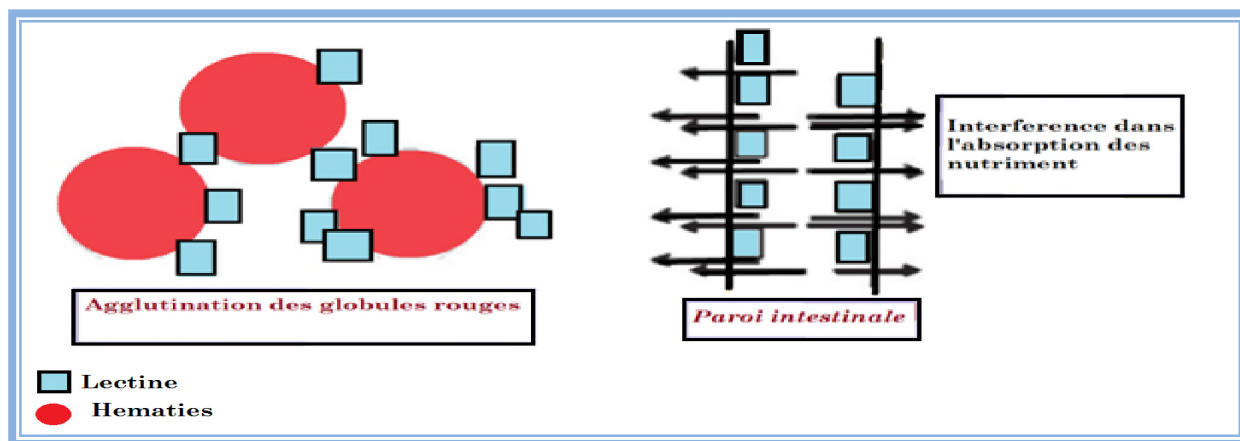 Agglutination des globules rouges
Interference dans
l'absorption des
nutriment
Paroi intestinale
Lectine
Hematies